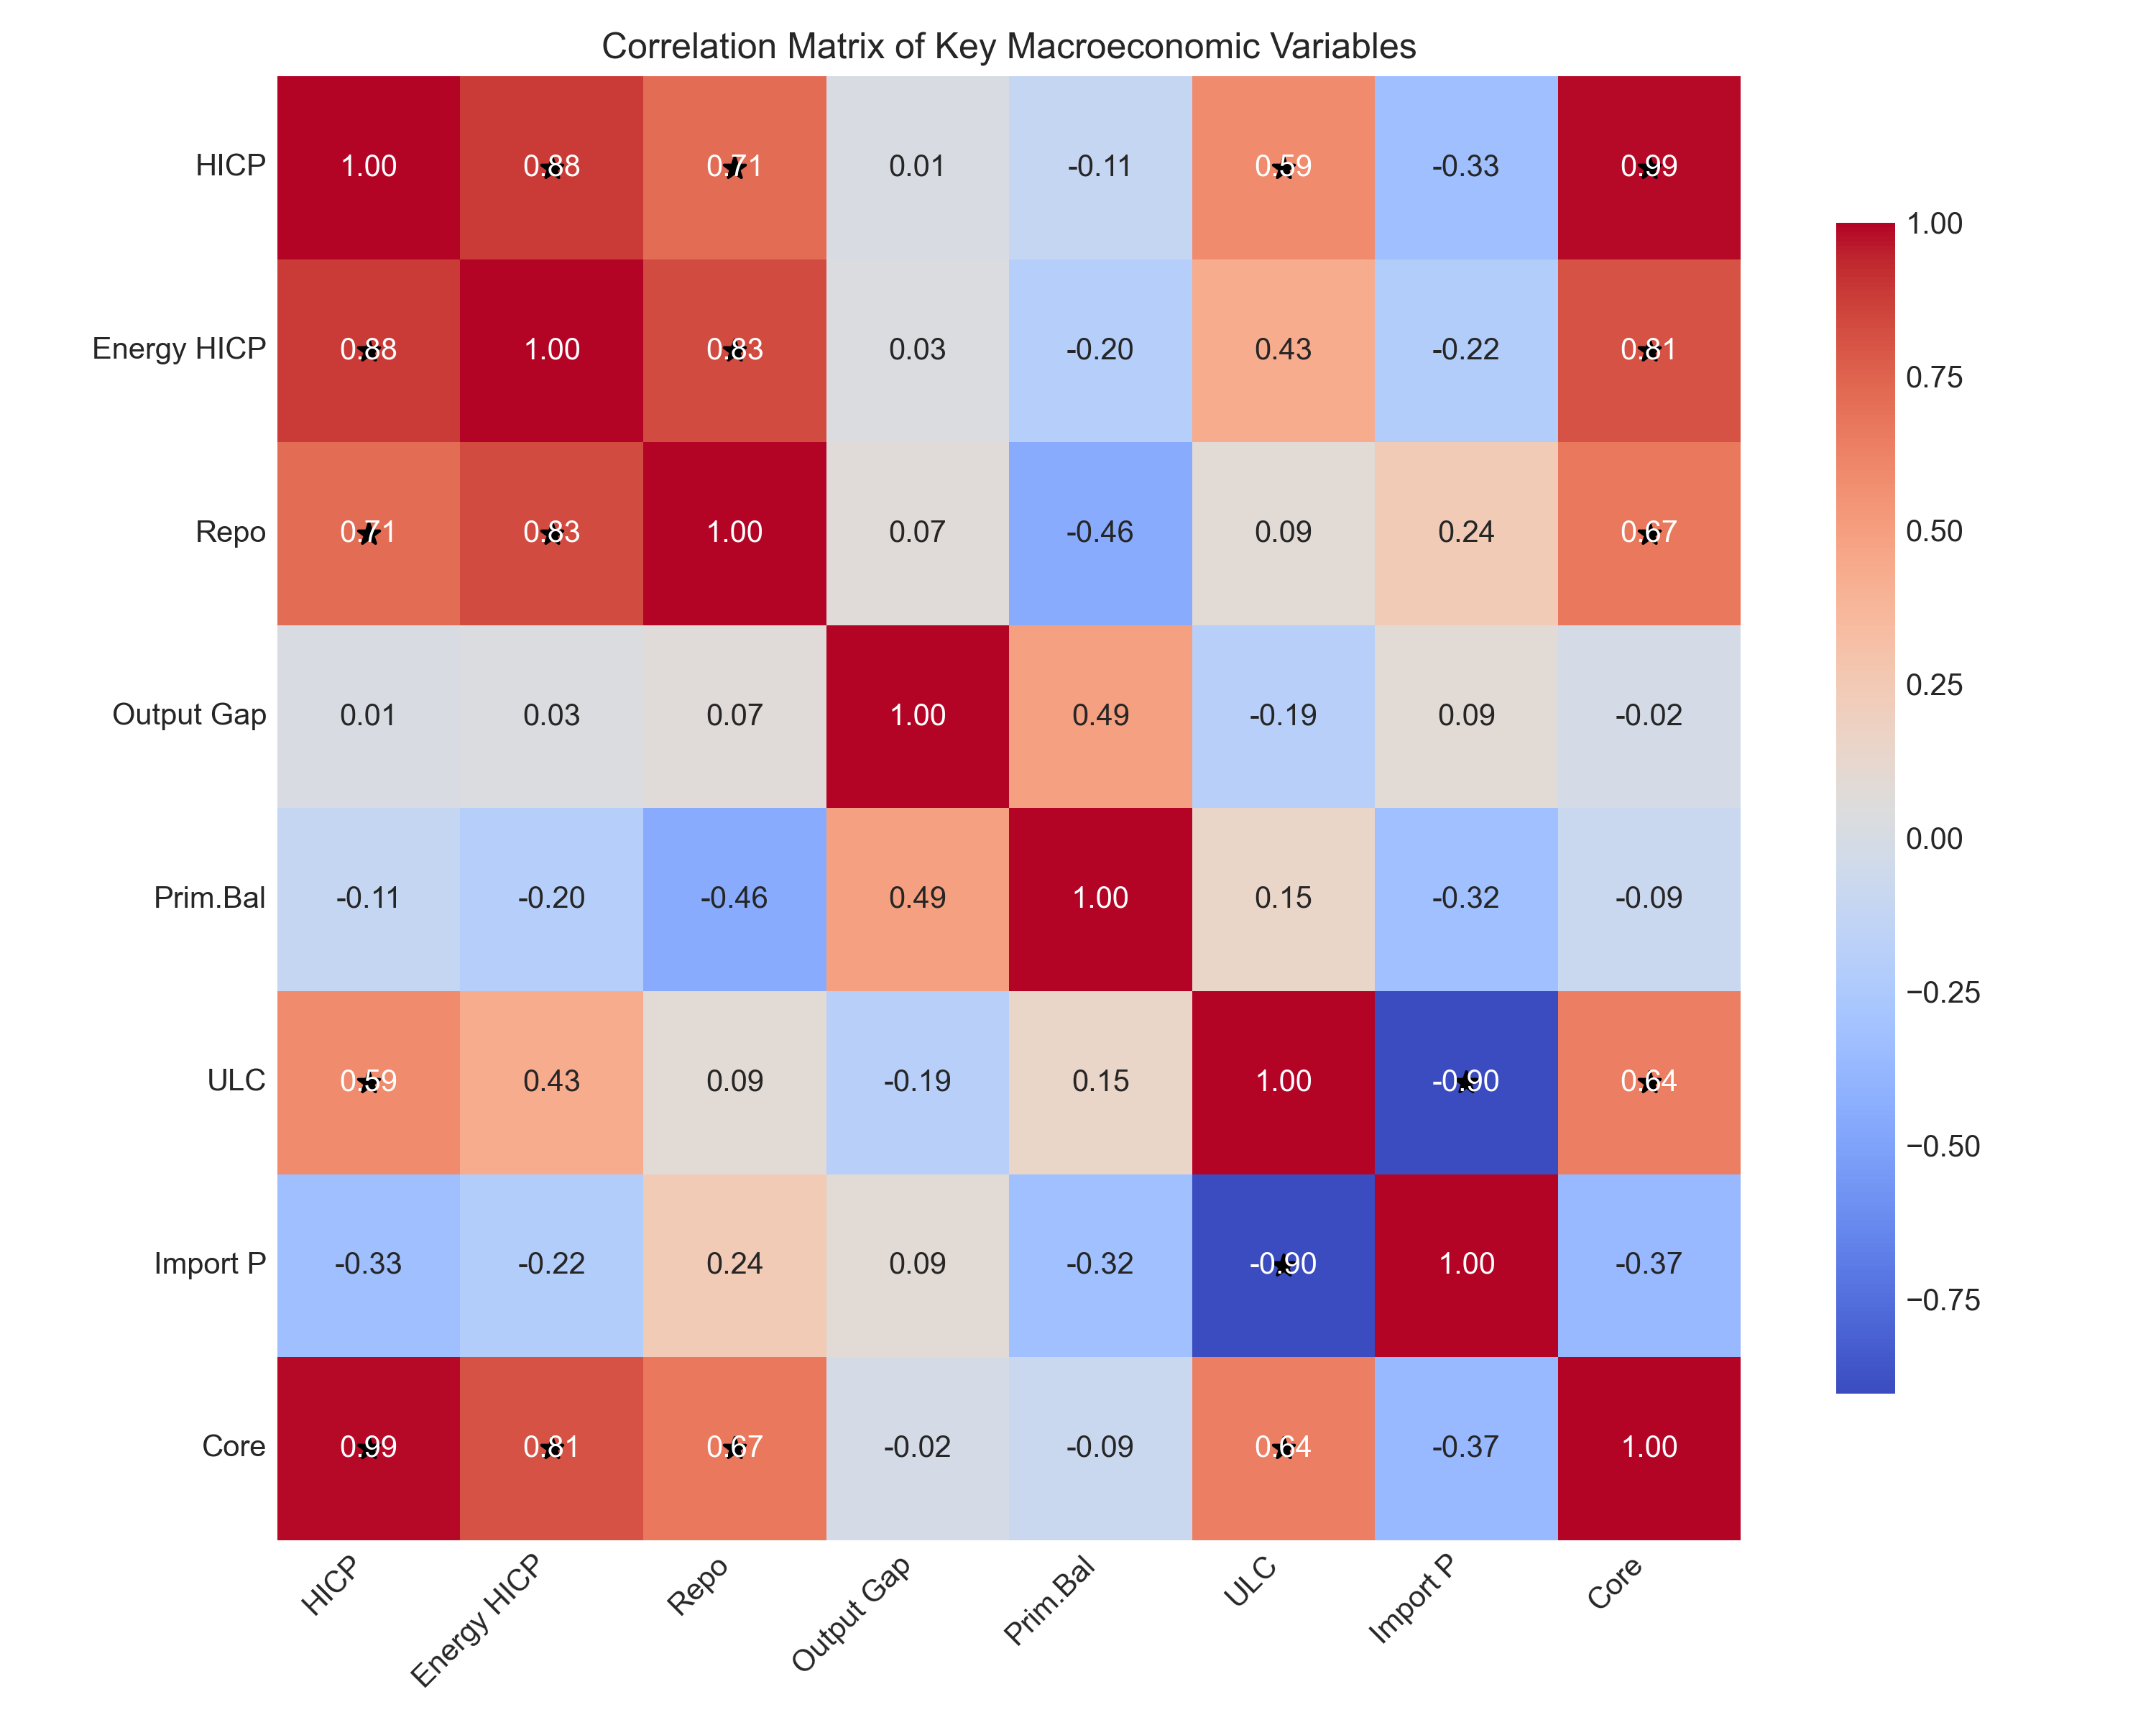 Correlation Matrix of Key Macroeconomic Variables
HICP 1.00 0.88 0.71 0.01 -0.11 0.59 -0.33 0.99
Energy HICP 0.88 1.00 0.83 0.03 -0.20 0.43 -0.22 0.81
Repo 0.71 0.83 1.00 0.07 -0.46 0.09 0.24 0.67
Output Gap 0.01 0.03 0.07 1.00 0.49 -0.19 0.09 -0.02
Prim.Bal -0.11 -0.20 -0.46 0.49 1.00 0.15 -0.32 -0.09
ULC 0.59 0.43 0.09 -0.19 0.15 1.00 -0.90 0.64
Import P -0.33 -0.22 0.24 0.09 -0.32 -0.90 1.00 -0.37
Core 0.99 0.81 0.67 -0.02 -0.09 0.64 -0.37 1.00
HICP Energy HICP Repo Output Gap Prim.Bal ULC Import P Core
1.00
0.75
0.50
0.25
0.00
−0.25
−0.50
−0.75